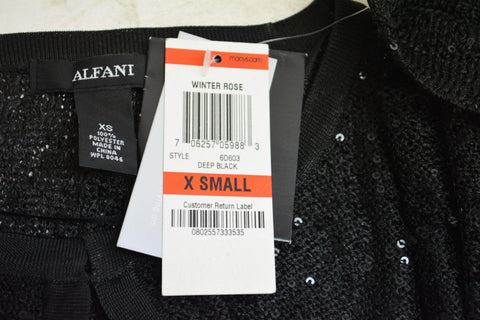 ALFANI
XS
100%
POLYESTER
MADE IN
CHINA
WPL 8046
macys.com
WINTER ROSE
7 06257 05988 3
STYLE 6D603
DEEP BLACK
X SMALL
Customer Return Label
0802557333535